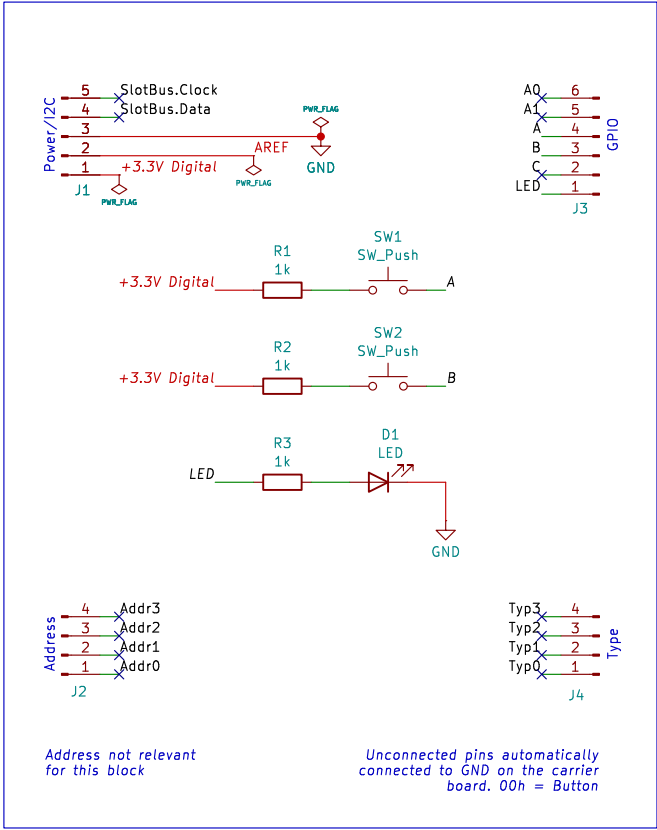 5 SlotBus.Clock
4 SlotBus.Data
3
2 AREF
1 +3.3V Digital
Power/I2C
J1
PWR_FLAG
PWR_FLAG
PWR_FLAG
GND
A0 6
A1 5
A 4
B 3
C 2
LED 1
GPIO
J3
R1
1k
SW1
SW_Push
+3.3V Digital
A
R2
1k
SW2
SW_Push
+3.3V Digital
B
R3
1k
D1
LED
LED
GND
4 Addr3
3 Addr2
2 Addr1
1 Addr0
Address
J2
Typ3 4
Typ2 3
Typ1 2
Typ0 1
Type
J4
Address not relevant
for this block
Unconnected pins automatically
connected to GND on the carrier
board. 00h = Button